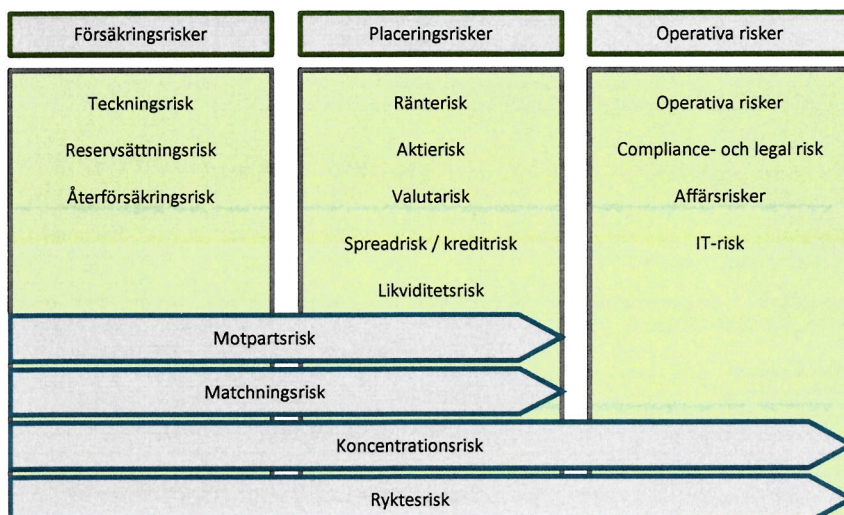 Försäkringsrisker
Placeringsrisker
Operativa risker
Teckningsrisk
Reservsättningsrisk
Återförsäkringsrisk
Ränterisk
Aktierisk
Valutarisk
Spreadrisk / kreditrisk
Likviditetsrisk
Operativa risker
Compliance- och legal risk
Affärsrisker
IT-risk
Motpartsrisk
Matchningsrisk
Koncentrationsrisk
Ryktesrisk